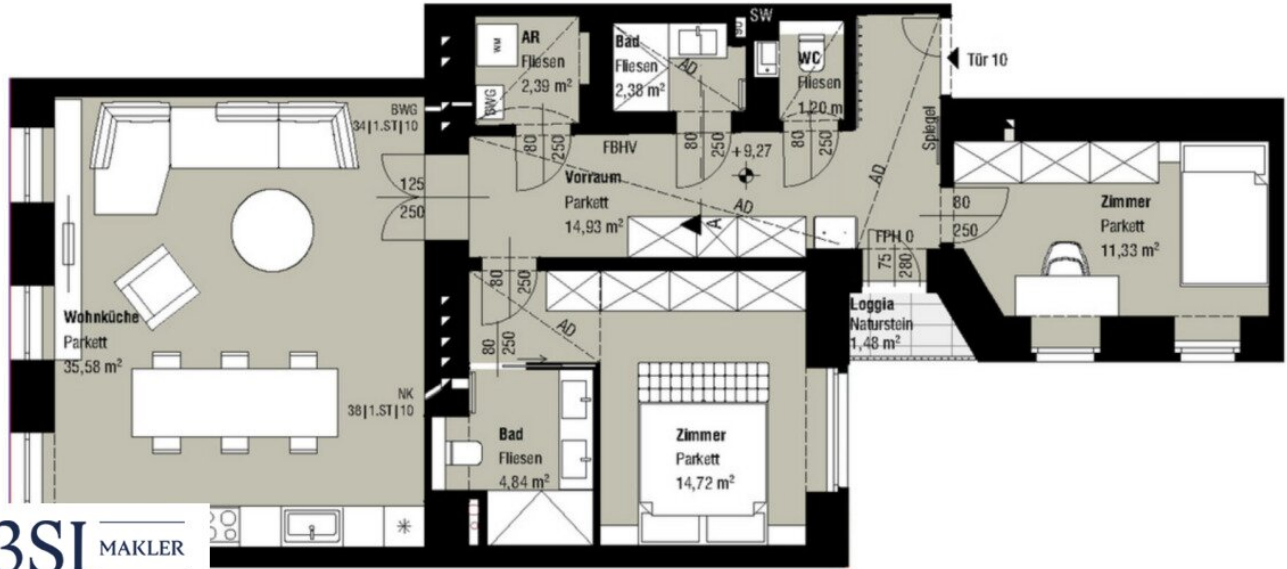 SW
90
AR
Fliesen
2,39 m²
WM
BWG
Bad
Fliesen
2,38 m²
AD
WC
Fliesen
1,20 m
Tür 10
Spiegel
AD
BWG
34|1.ST|10
80
250
FBHV
80
250
+9,27
80
250
125
250
Vorraum
Parkett
14,93 m²
AD
A
FPH 0
75
280
80
250
Zimmer
Parkett
11,33 m²
Wohnküche
Parkett
35,58 m²
80
250
AD
80
250
Loggia
Naturstein
1,48 m²
NK
38|1.ST|10
Bad
Fliesen
4,84 m²
Zimmer
Parkett
14,72 m²
3SI MAKLER